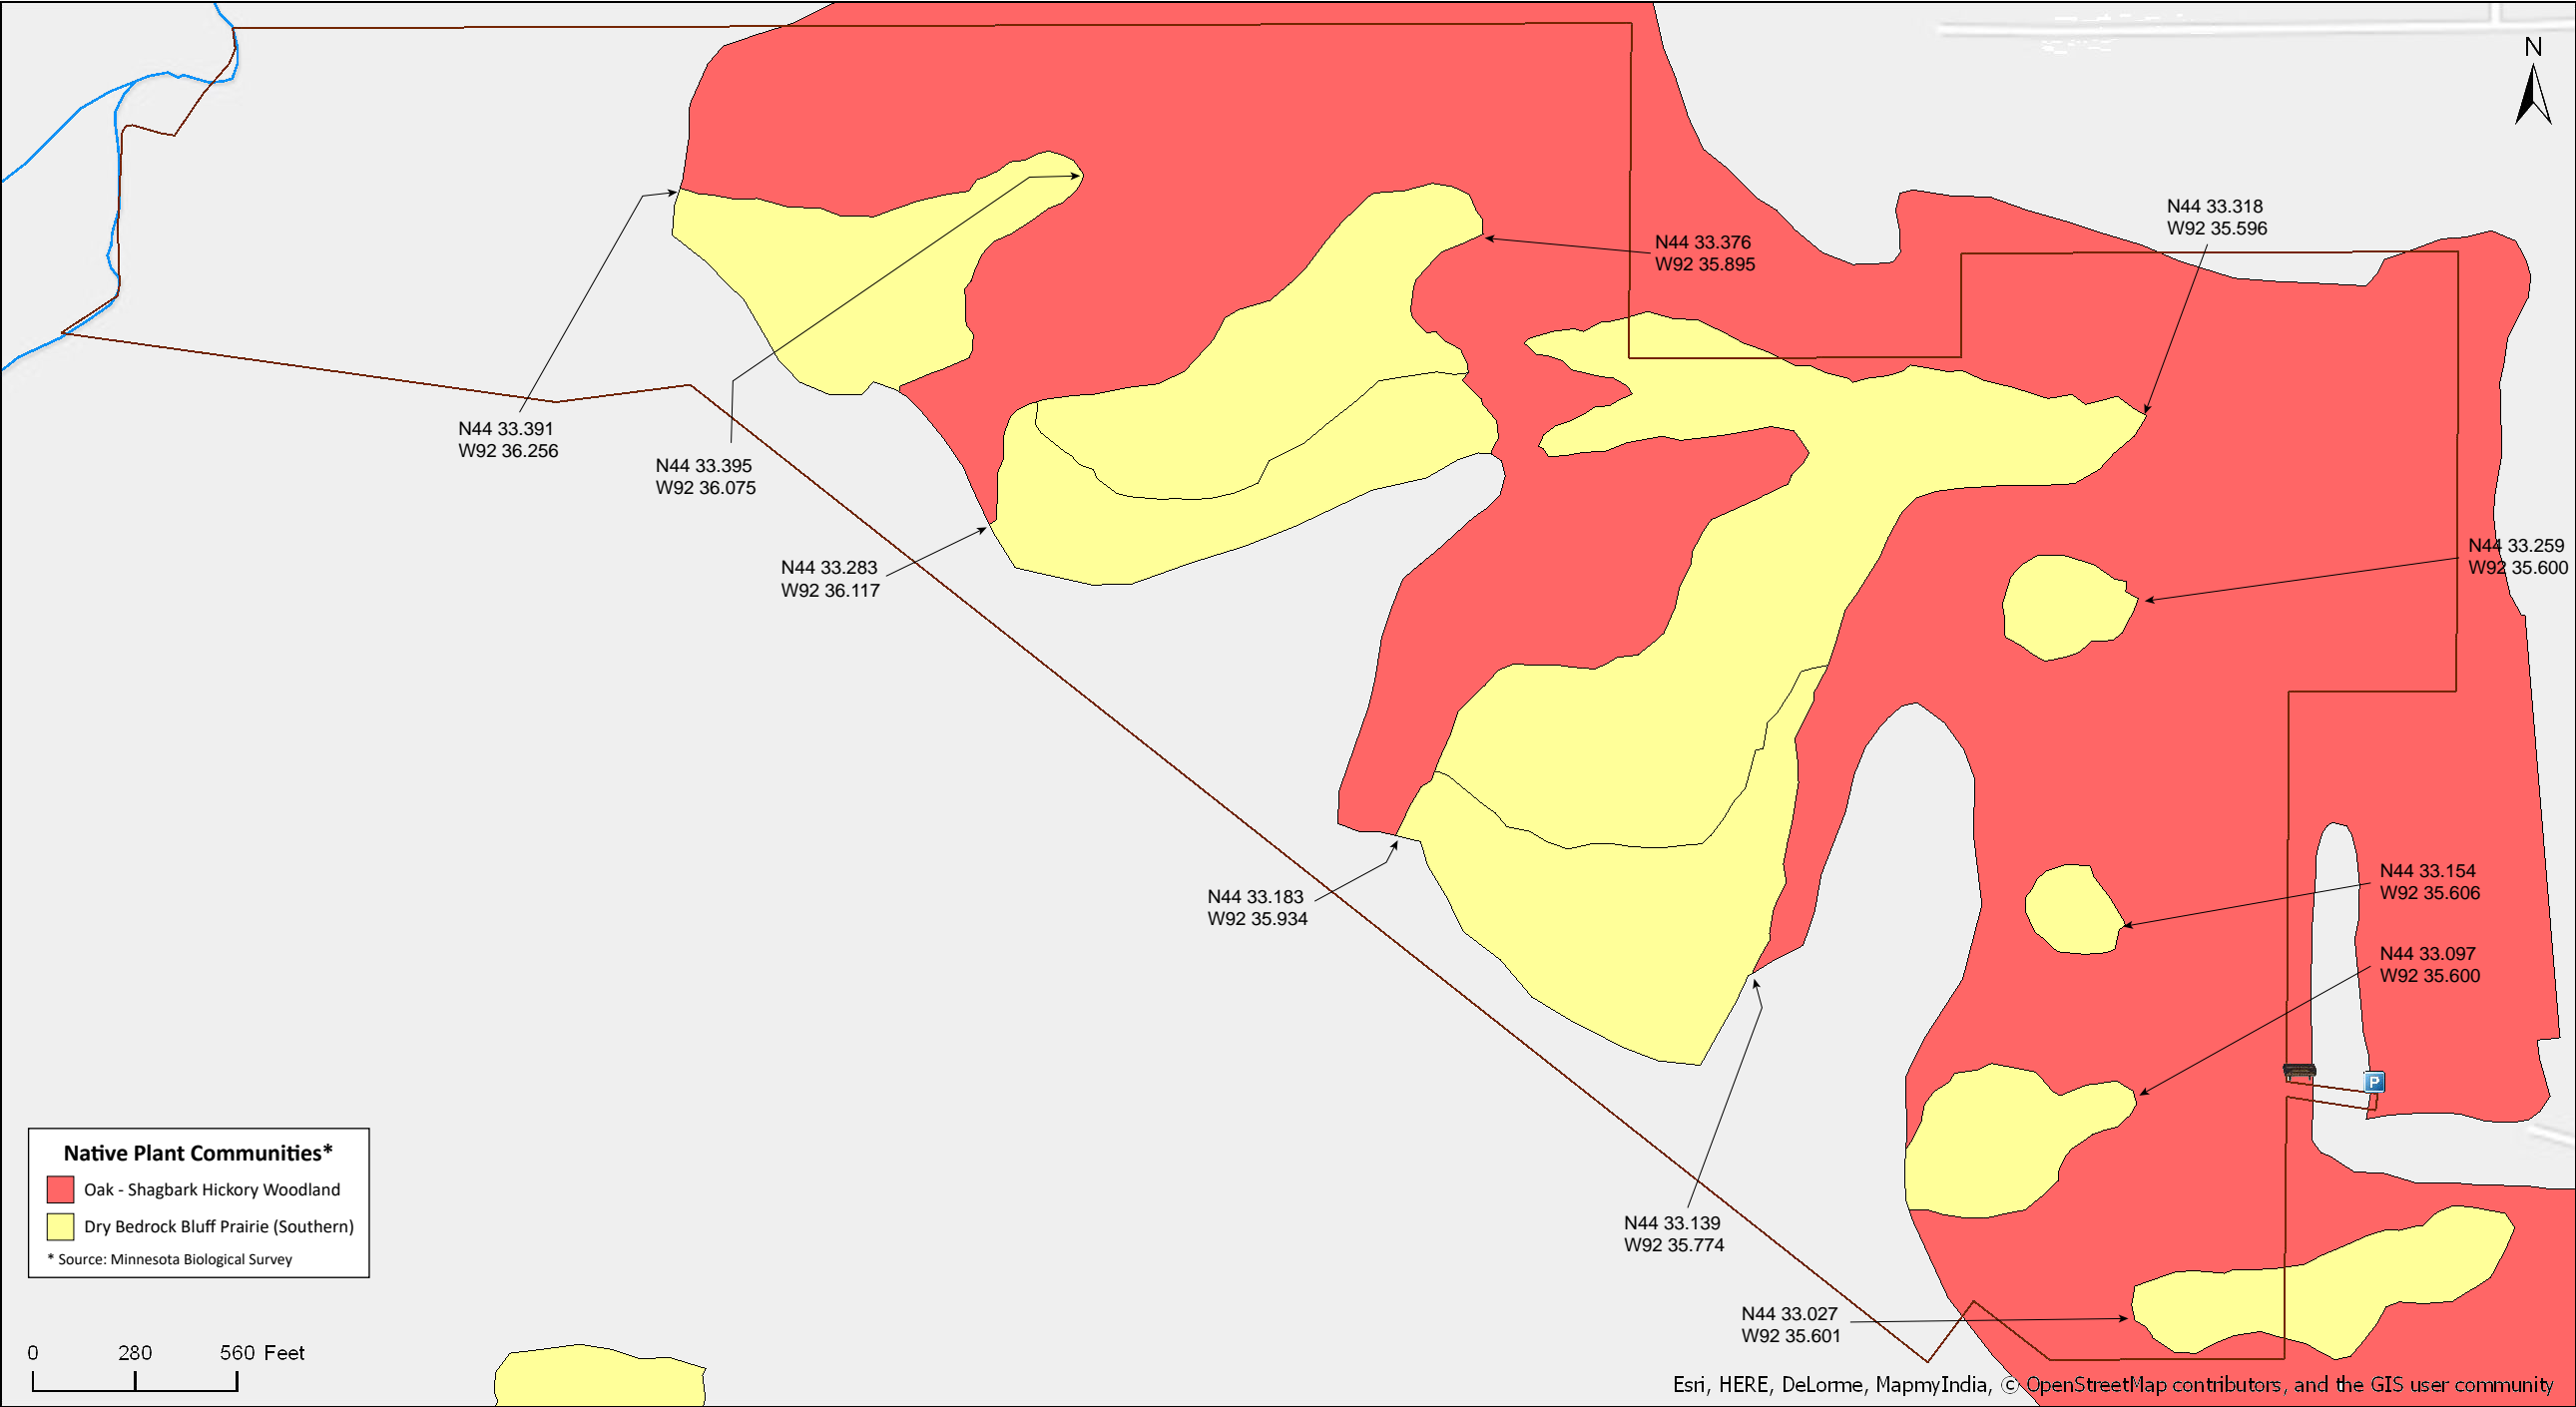 N
N44 33.318
W92 35.596
N44 33.376
W92 35.895
N44 33.391
W92 36.256
N44 33.395
W92 36.075
N44 33.259
W92 35.600
N44 33.283
W92 36.117
N44 33.154
W92 35.606
N44 33.183
W92 35.934
N44 33.097
W92 35.600
P
N44 33.139
W92 35.774
N44 33.027
W92 35.601
Native Plant Communities*
Oak - Shagbark Hickory Woodland
Dry Bedrock Bluff Prairie (Southern)
* Source: Minnesota Biological Survey
0 280 560 Feet
Esri, HERE, DeLorme, MapmyIndia, © OpenStreetMap contributors, and the GIS user community